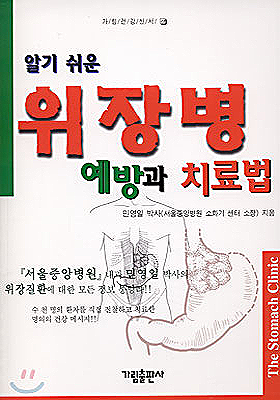 가정건강신서
알기 쉬운
위장병
예방과 치료법
민영일 박사(서울중앙병원 소화기 센터 소장) 지음
『서울중앙병원』 내과 민영일 박사의
위장질환에 대한 모든 정보
수 천 명의 환자를 직접 진찰하고 치료한
명의의 건강 메시지!!
The Stomach Clinic
가림출판사